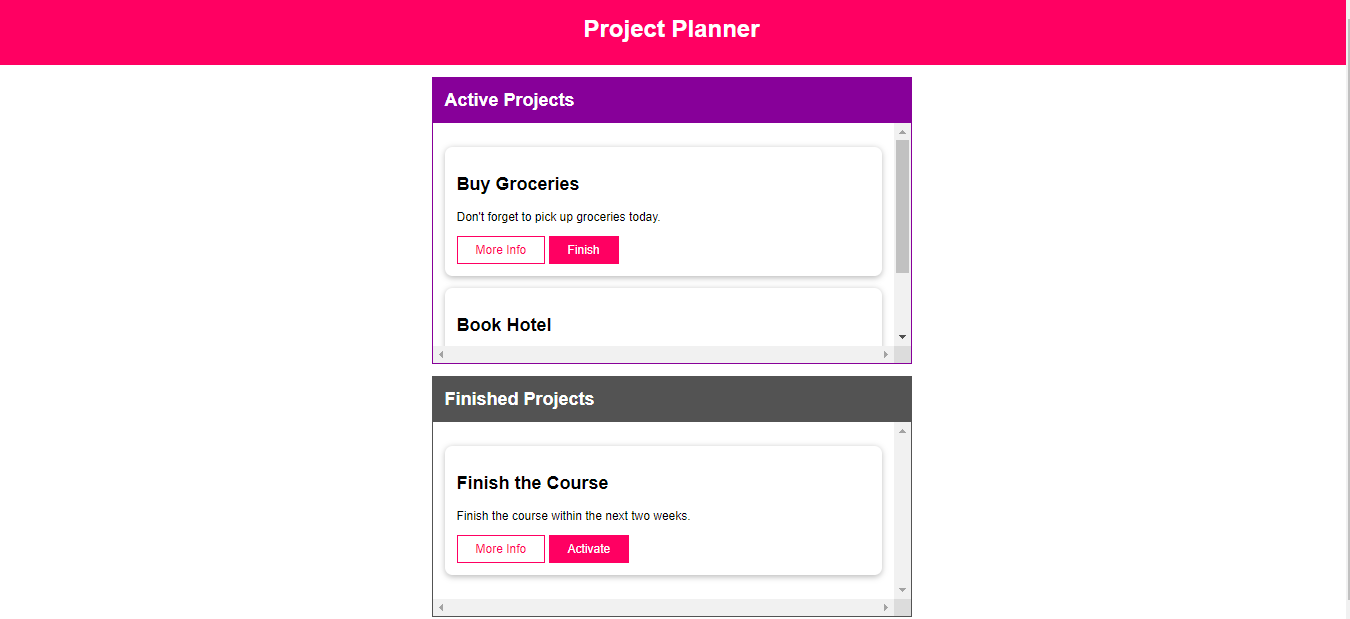 Project Planner
Active Projects
Buy Groceries
Don't forget to pick up groceries today.
More Info Finish
Book Hotel
Finished Projects
Finish the Course
Finish the course within the next two weeks.
More Info Activate